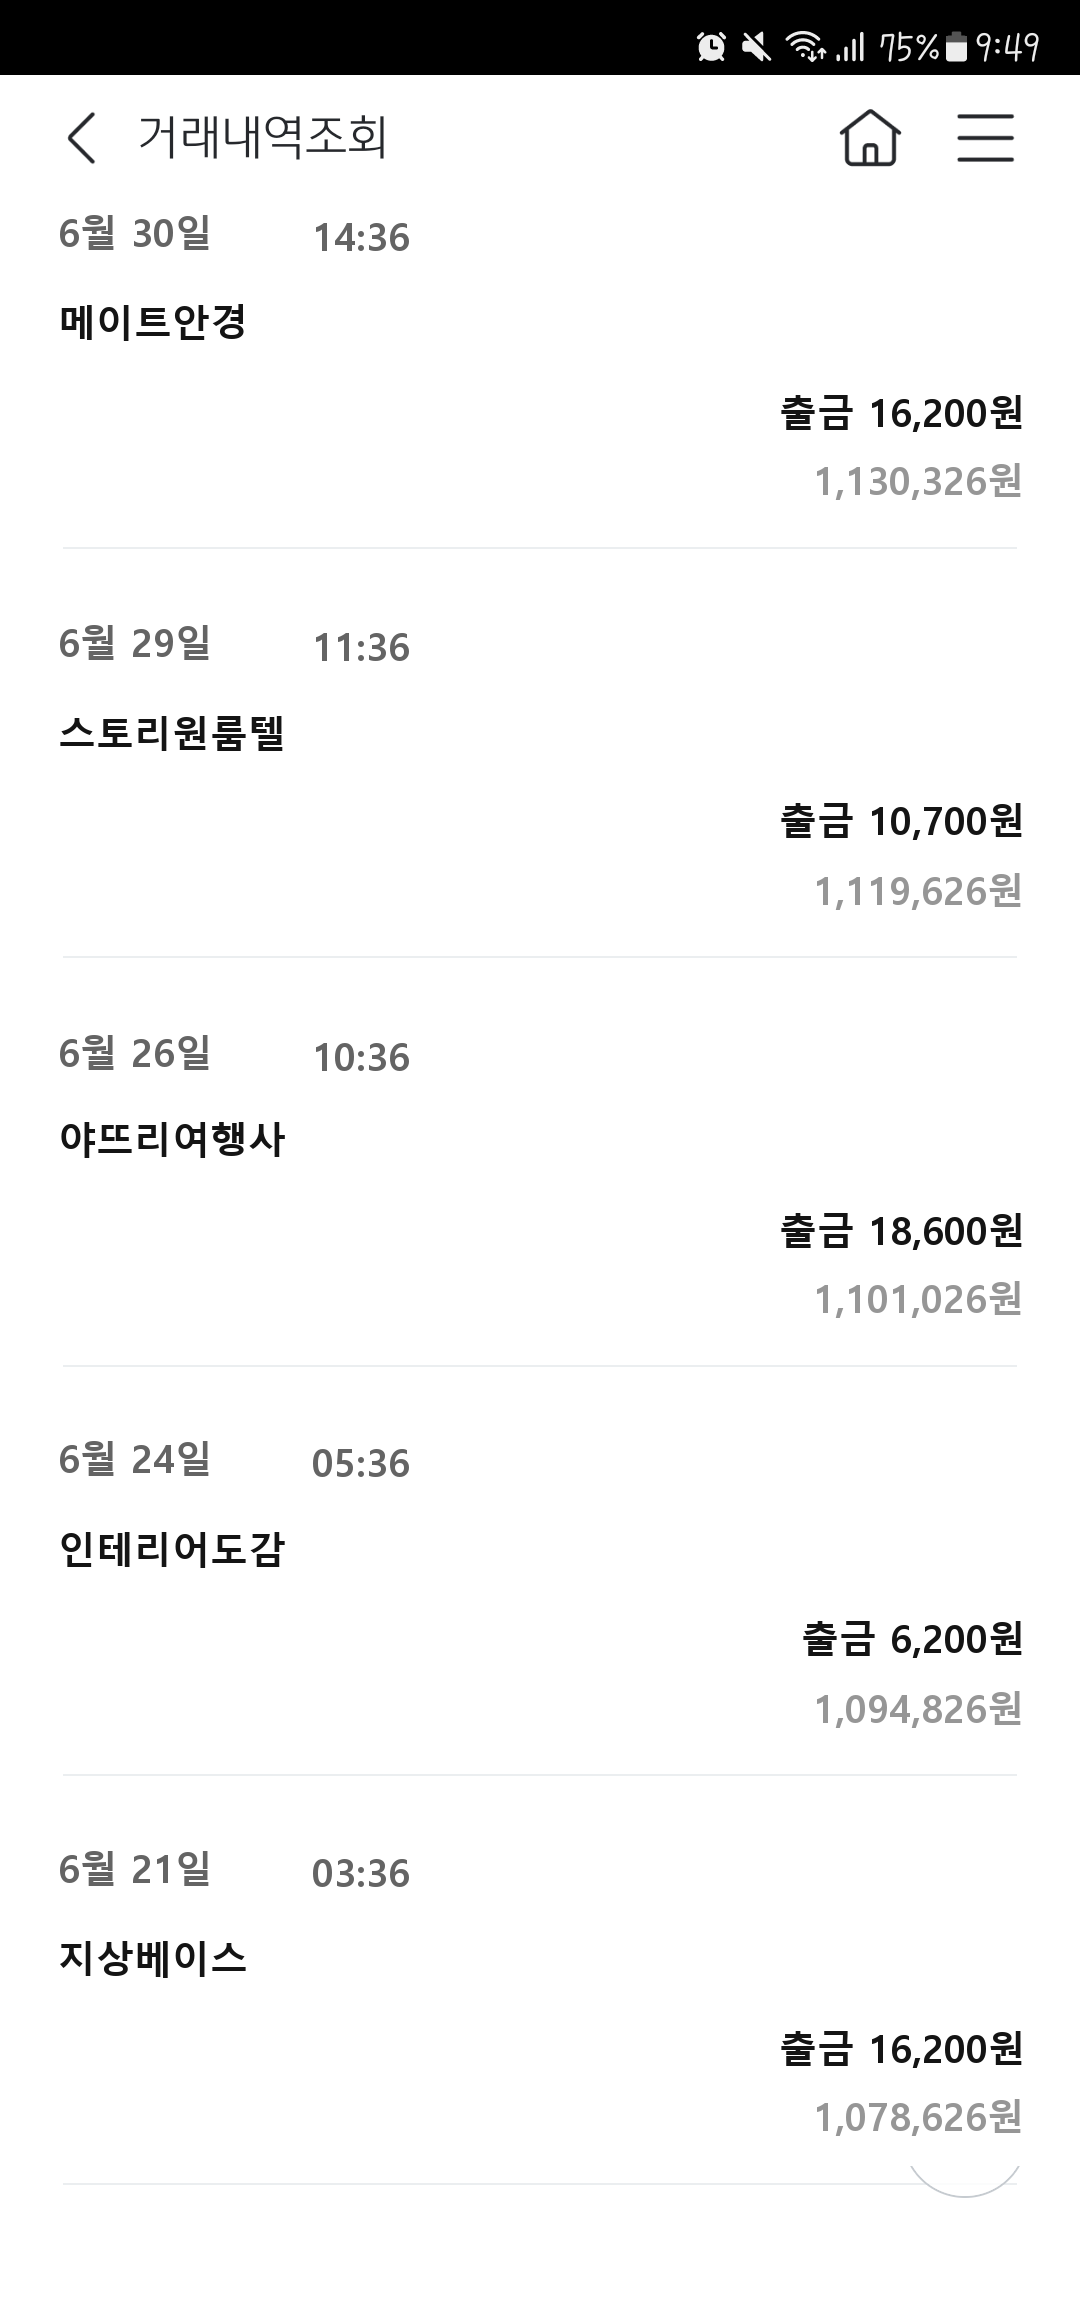 75% 9:49
거래내역조회
6월 30일 14:36
메이트안경
출금 16,200원
1,130,326원
6월 29일 11:36
스토리원룸텔
출금 10,700원
1,119,626원
6월 26일 10:36
야뜨리여행사
출금 18,600원
1,101,026원
6월 24일 05:36
인테리어도감
출금 6,200원
1,094,826원
6월 21일 03:36
지상베이스
출금 16,200원
1,078,626원